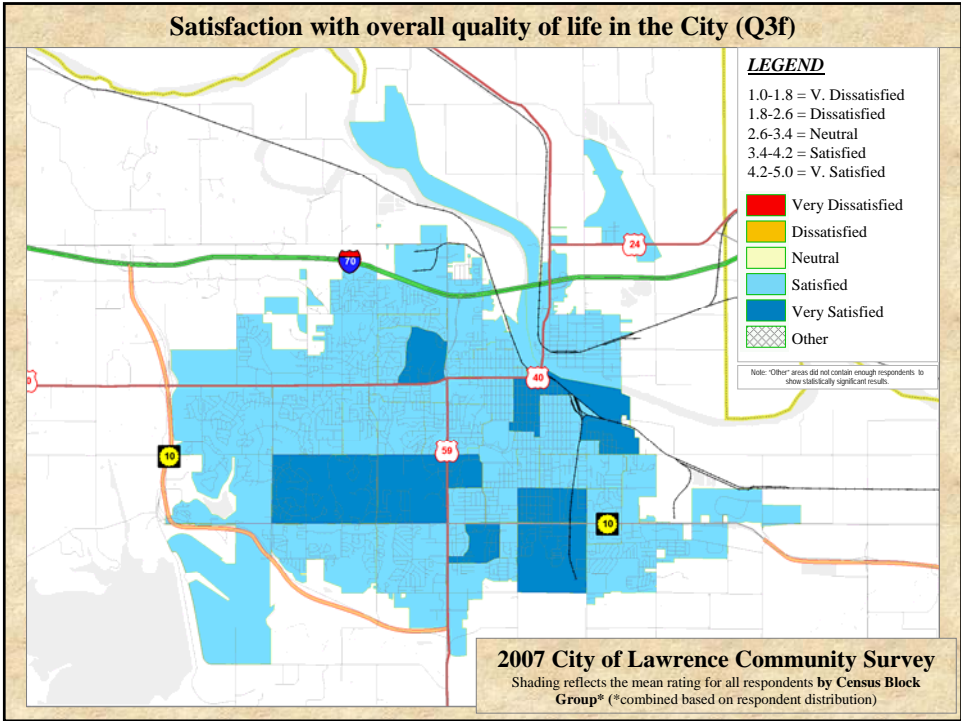 Satisfaction with overall quality of life in the City (Q3f)
LEGEND
1.0-1.8 = V. Dissatisfied
1.8-2.6 = Dissatisfied
2.6-3.4 = Neutral
3.4-4.2 = Satisfied
4.2-5.0 = V. Satisfied
Very Dissatisfied
Dissatisfied
Neutral
Satisfied
Very Satisfied
Other
Note: "Other" areas did not contain enough respondents to
show statistically significant results.
24
70
40
59
10
10
2007 City of Lawrence Community Survey
Shading reflects the mean rating for all respondents by Census Block
Group* (*combined based on respondent distribution)